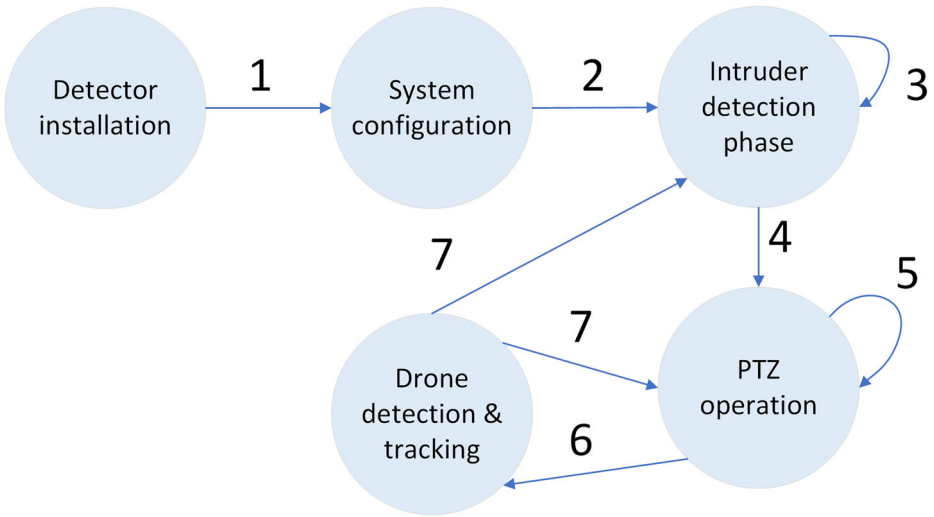 Detector
installation
1
System
configuration
2
Intruder
detection
phase
3
4
7
7
5
PTZ
operation
Drone
detection &
tracking
6